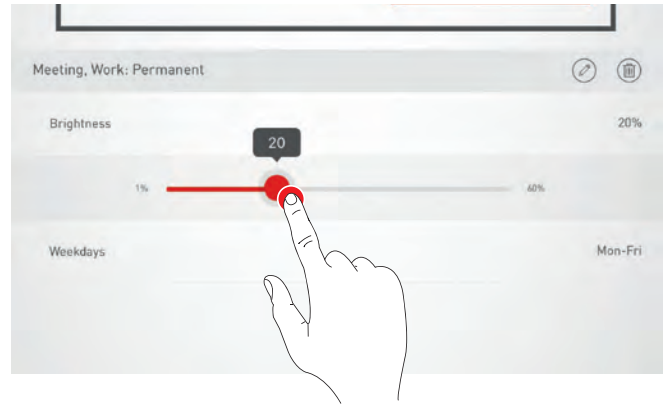 Meeting, Work: Permanent
Brightness 20%
20
1% 60%
Weekdays Mon-Fri